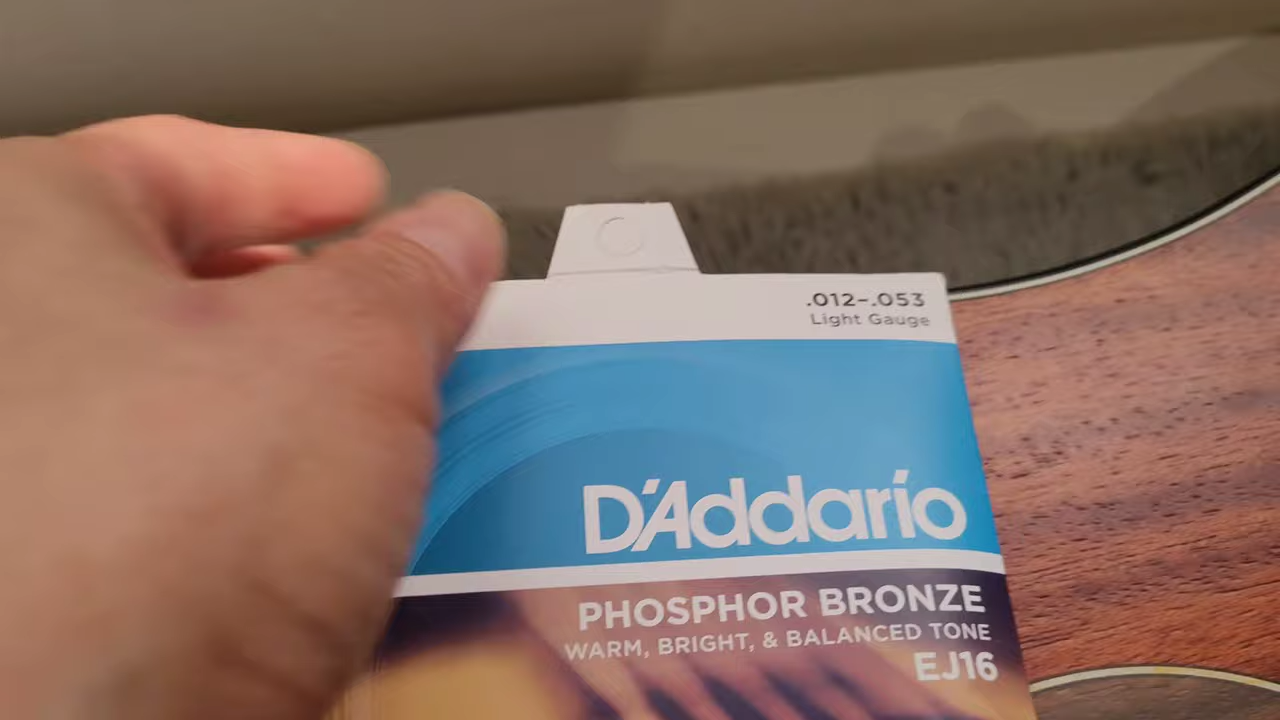 .012-.053
Light Gauge
D'Addario
PHOSPHOR BRONZE
WARM, BRIGHT, & BALANCED TONE
EJ16